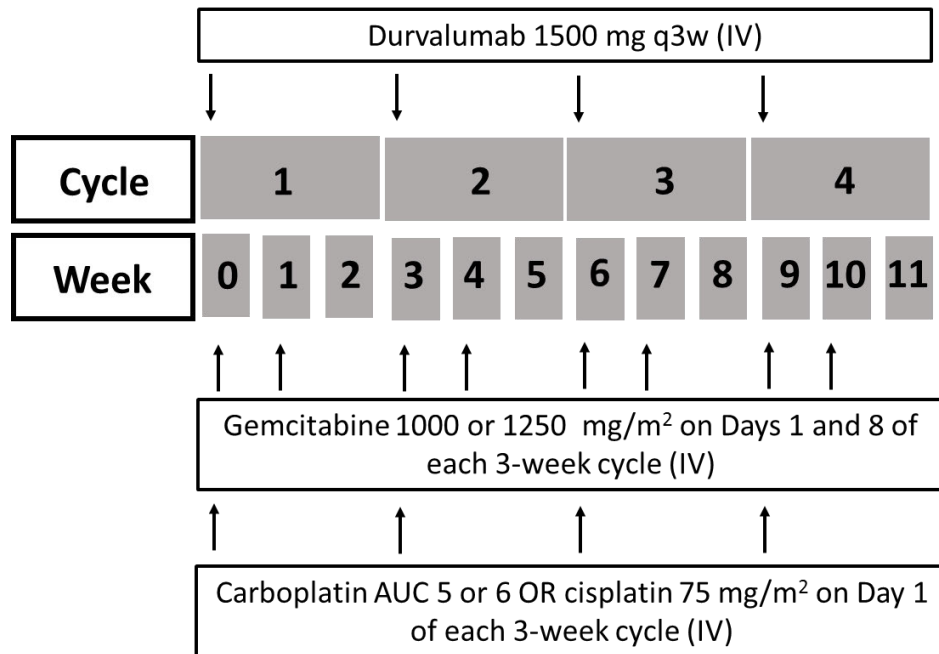 Durvalumab 1500 mg q3w (IV)
Cycle 1 2 3 4
Week 0 1 2 3 4 5 6 7 8 9 10 11
Gemcitabine 1000 or 1250 mg/m² on Days 1 and 8 of
each 3-week cycle (IV)
Carboplatin AUC 5 or 6 OR cisplatin 75 mg/m² on Day 1
of each 3-week cycle (IV)